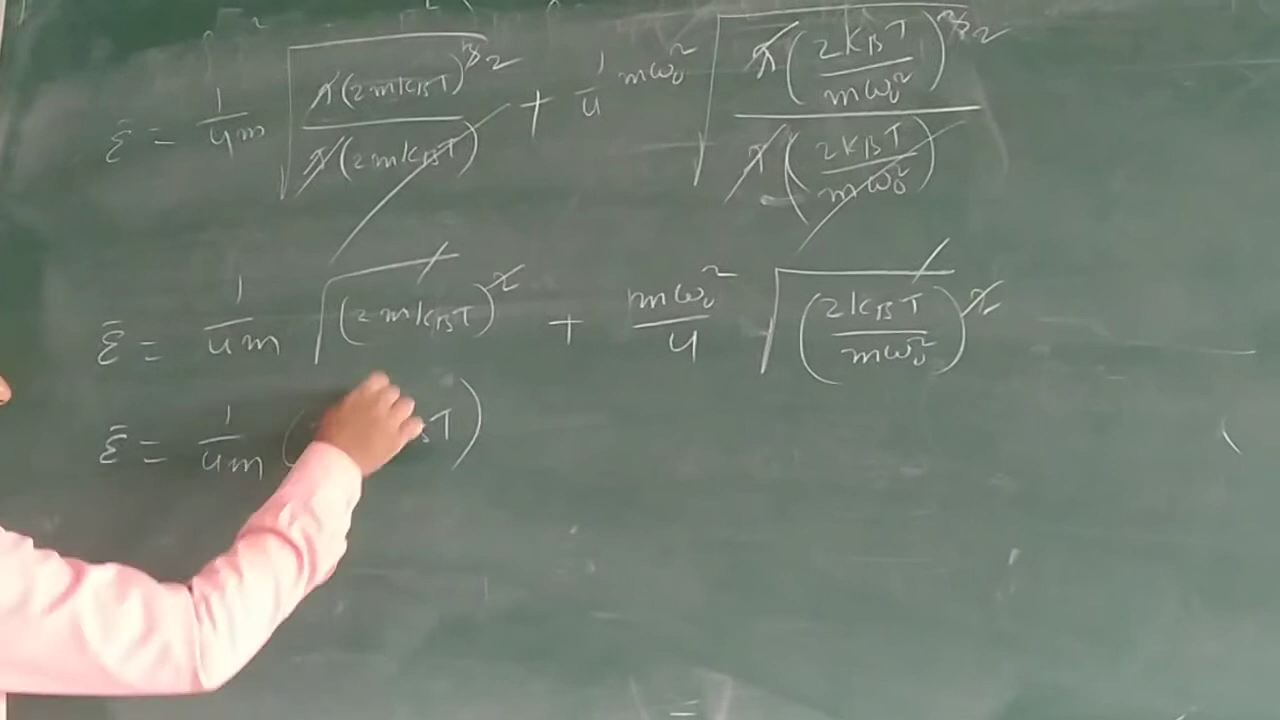 ε̄ = 1/4m √(π(2mk_BT)^3 2 / π(2mk_BT)) + 1/4 mω₀² √(π(2k_BT/mω₀²)^3 2 / π(2k_BT/mω₀²))
ε̄ = 1/4m √(2mk_BT)² + mω₀²/4 √(2k_BT/mω₀²)²
ε̄ = 1/4m ( BT)
=